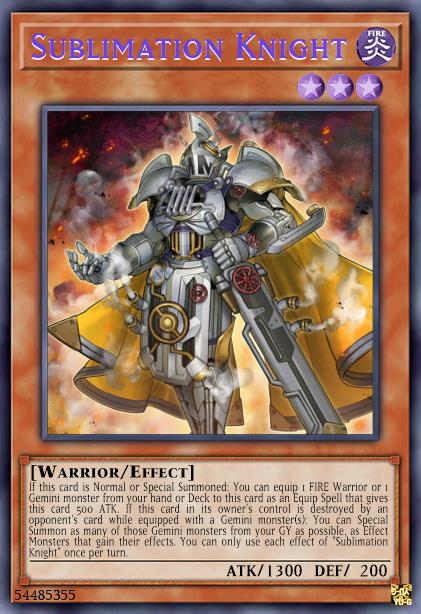 SUBLIMATION KNIGHT
FIRE
炎
[WARRIOR/EFFECT]
If this card is Normal or Special Summoned: You can equip 1 FIRE Warrior or 1
Gemini monster from your hand or Deck to this card as an Equip Spell that gives
this card 500 ATK. If this card in its owner's control is destroyed by an
opponent's card while equipped with a Gemini monster(s): You can Special
Summon as many of those Gemini monsters from your GY as possible, as Effect
Monsters that gain their effects. You can only use each effect of "Sublimation
Knight" once per turn.
ATK/1300 DEF/ 200
54485355